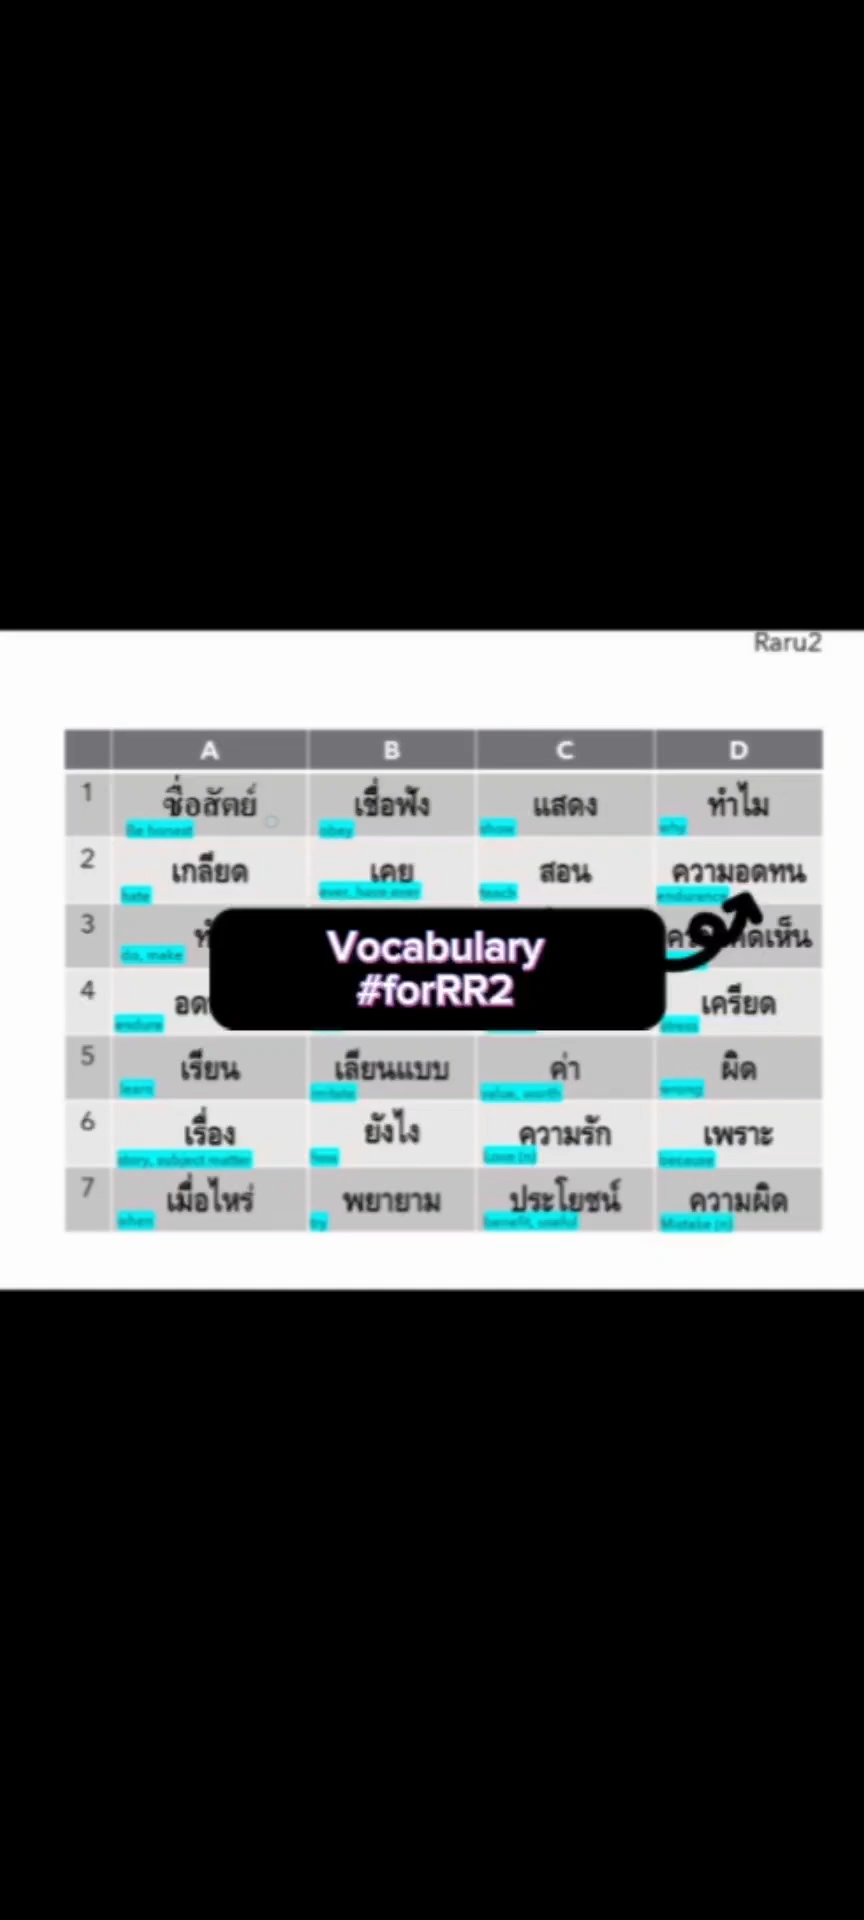 Raru2
A B C D
1 ซื่อสัตย์ เชื่อฟัง แสดง ทำไม
Be honest obey show why
2 เกลียด เคย สอน ความอดทน
hate ever, have ever teach endurance
3
do, make
4 เครียด
endure stress
5 เรียน เลียนแบบ ค่า ผิด
learn imitate value, worth wrong
6 เรื่อง ยังไง ความรัก เพราะ
story, subject matter how Love (n) because
7 เมื่อไหร่ พยายาม ประโยชน์ ความผิด
when try benefit, useful Mistake (n)
Vocabulary
#forRR2